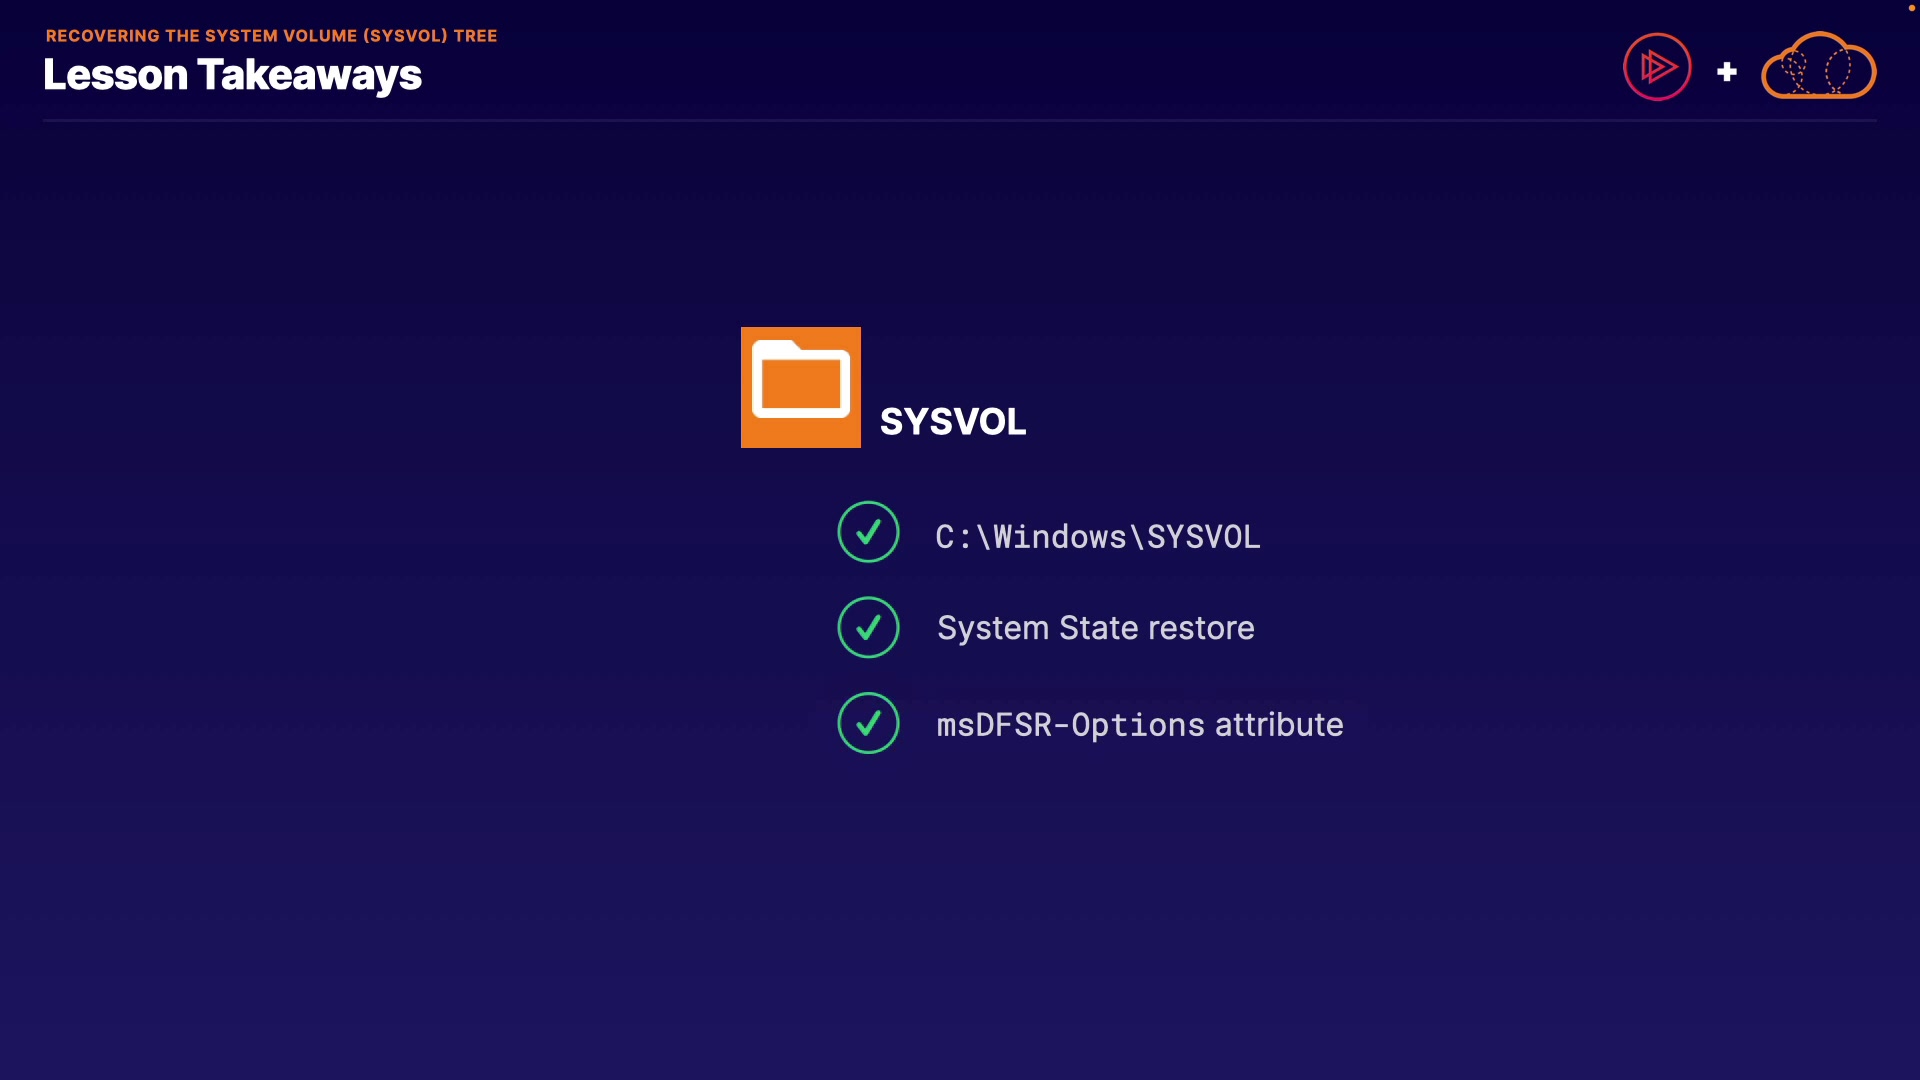 RECOVERING THE SYSTEM VOLUME (SYSVOL) TREE
Lesson Takeaways
SYSVOL
C:\Windows\SYSVOL
System State restore
msDFSR-Options attribute